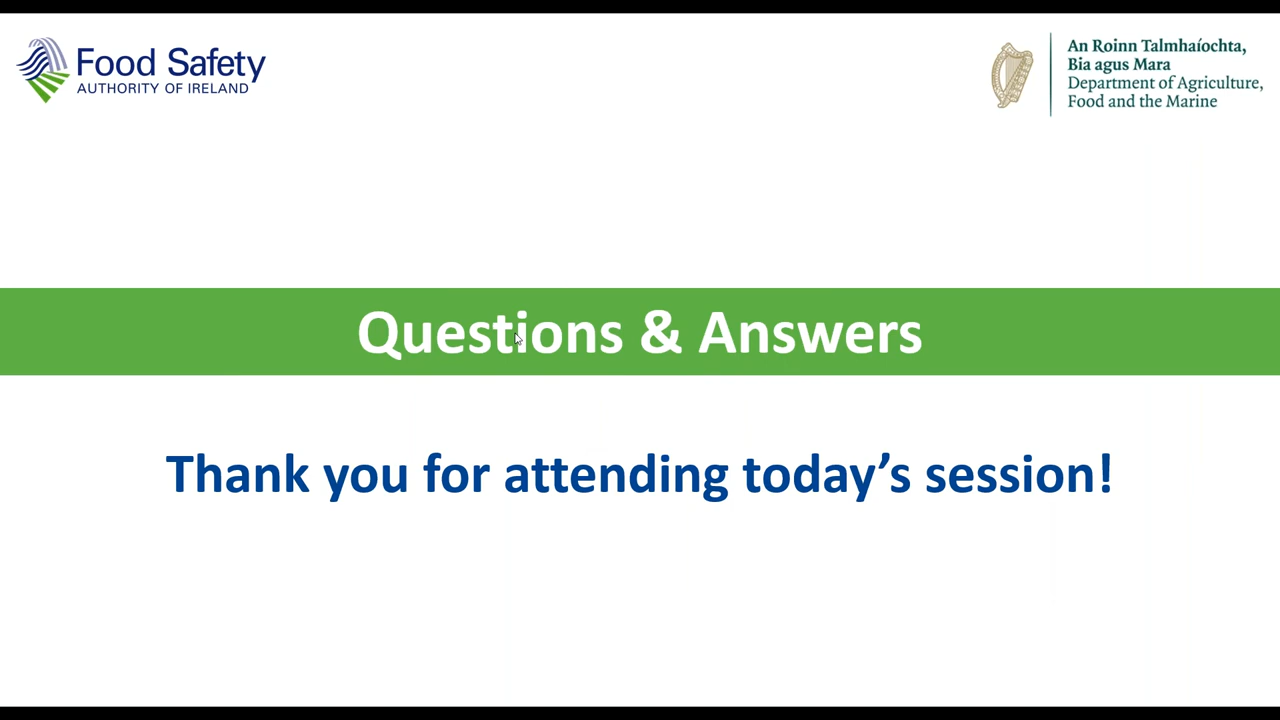 Food Safety
AUTHORITY OF IRELAND
An Roinn Talmhaíochta,
Bia agus Mara
Department of Agriculture,
Food and the Marine
Questions & Answers
Thank you for attending today’s session!